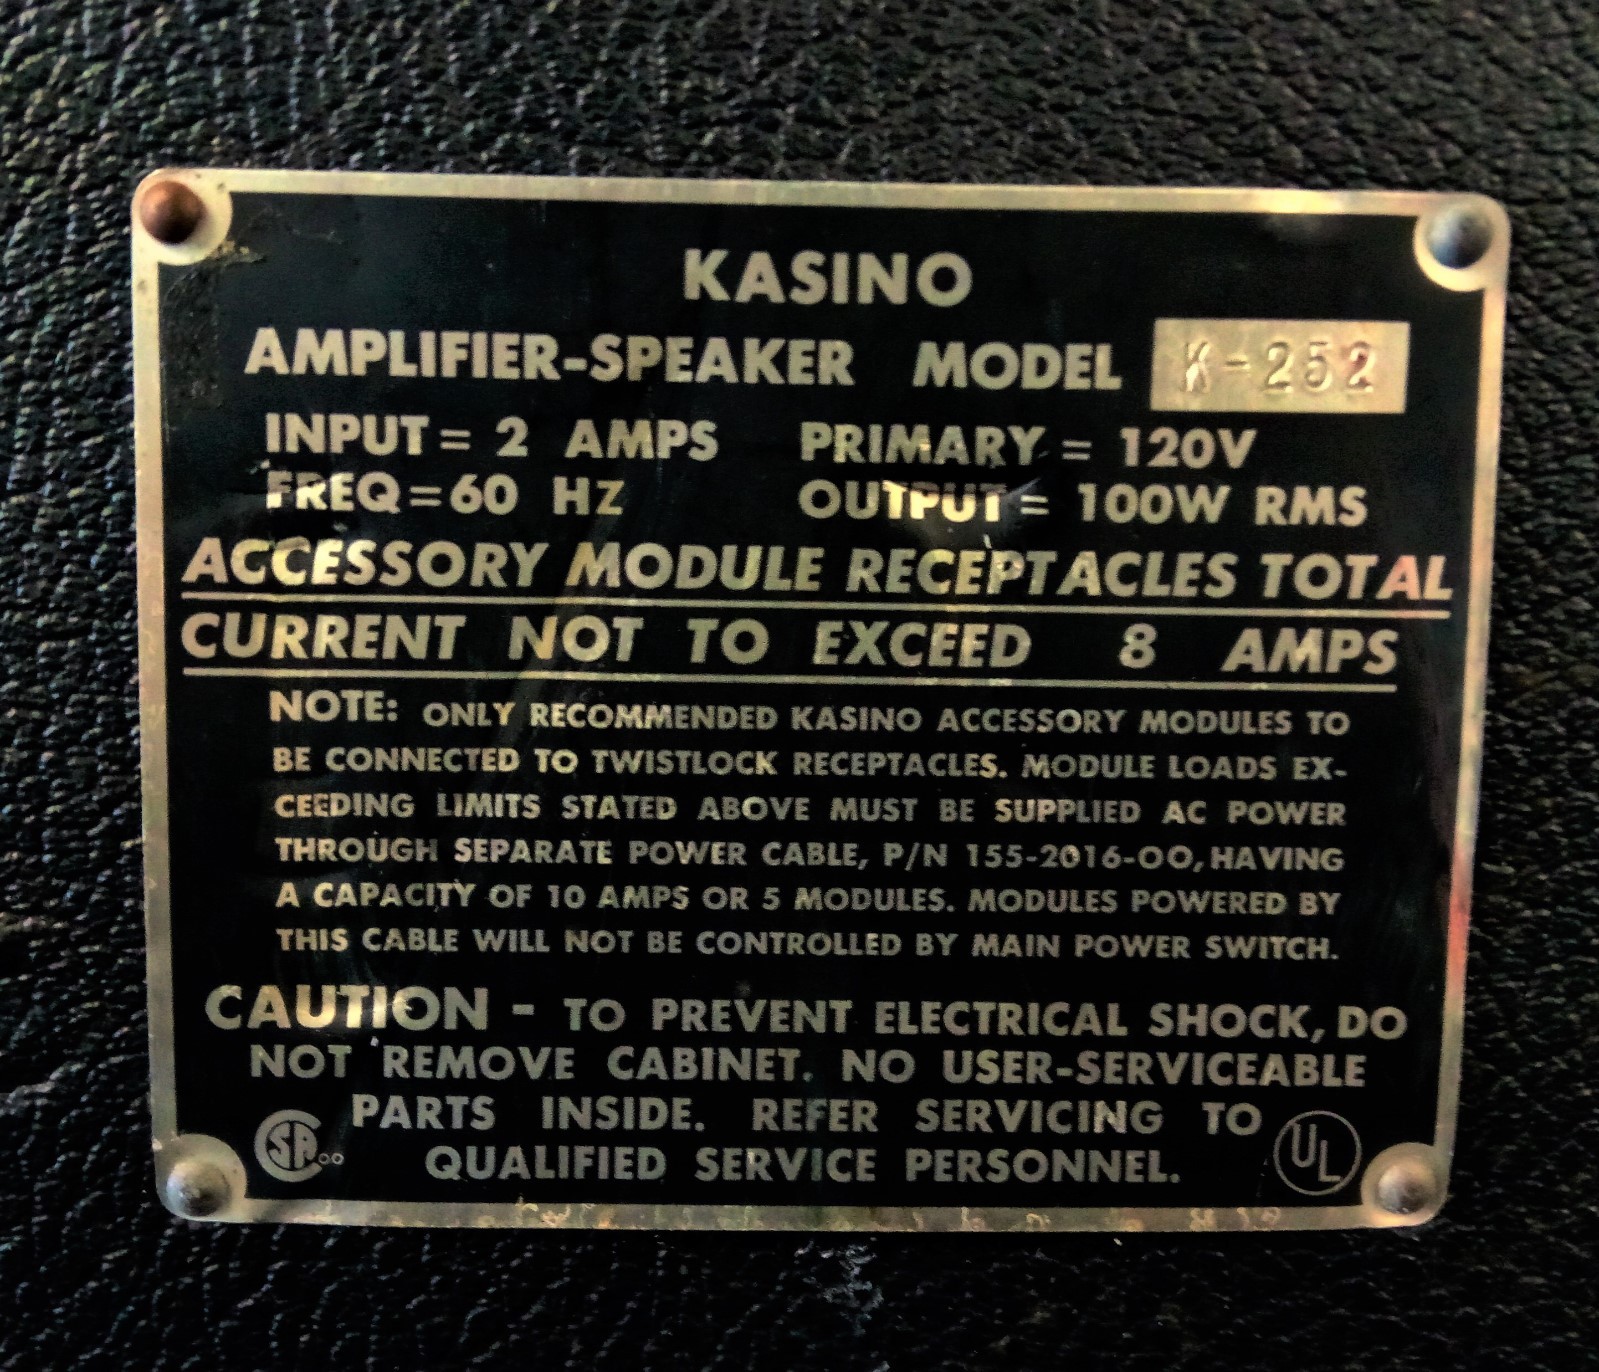 KASINO
AMPLIFIER-SPEAKER MODEL K-252
INPUT = 2 AMPS PRIMARY = 120V
FREQ = 60 HZ OUTPUT = 100W RMS
ACCESSORY MODULE RECEPTACLES TOTAL
CURRENT NOT TO EXCEED 8 AMPS
NOTE: ONLY RECOMMENDED KASINO ACCESSORY MODULES TO
BE CONNECTED TO TWISTLOCK RECEPTACLES. MODULE LOADS EX-
CEEDING LIMITS STATED ABOVE MUST BE SUPPLIED AC POWER
THROUGH SEPARATE POWER CABLE, P/N 155-2016-00, HAVING
A CAPACITY OF 10 AMPS OR 5 MODULES. MODULES POWERED BY
THIS CABLE WILL NOT BE CONTROLLED BY MAIN POWER SWITCH.
CAUTION - TO PREVENT ELECTRICAL SHOCK, DO
NOT REMOVE CABINET. NO USER-SERVICEABLE
PARTS INSIDE. REFER SERVICING TO
QUALIFIED SERVICE PERSONNEL.
SA
UL